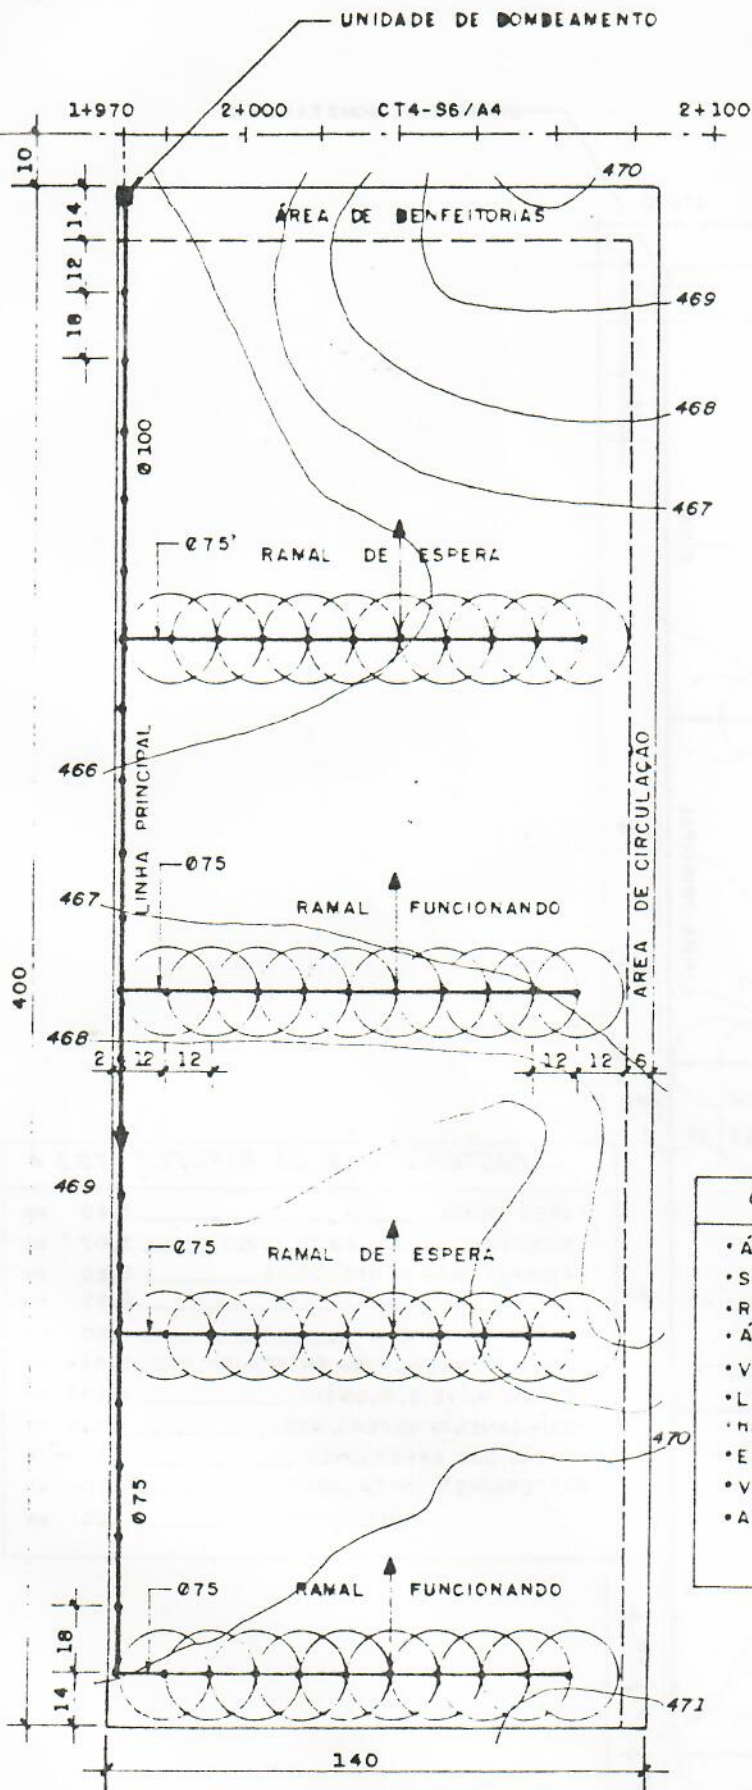 UNIDADE DE BOMBEAMENTO
1+970 2+000 CT4-S6/A4 2+100
10
470
14
ÁREA DE BENFEITORIAS
12
469
18
468
Ø100
467
Ø75
RAMAL DE ESPERA
466
LINHA PRINCIPAL
ÁREA DE CIRCULAÇÃO
Ø75
467
RAMAL FUNCIONANDO
400
468
2 12 12 12 12 6
469
Ø75
RAMAL DE ESPERA
•Á
•S
•R
•Á
•V
•L
•H
•E
•V
•A
470
Ø75
Ø75
RAMAL FUNCIONANDO
18
14
471
140